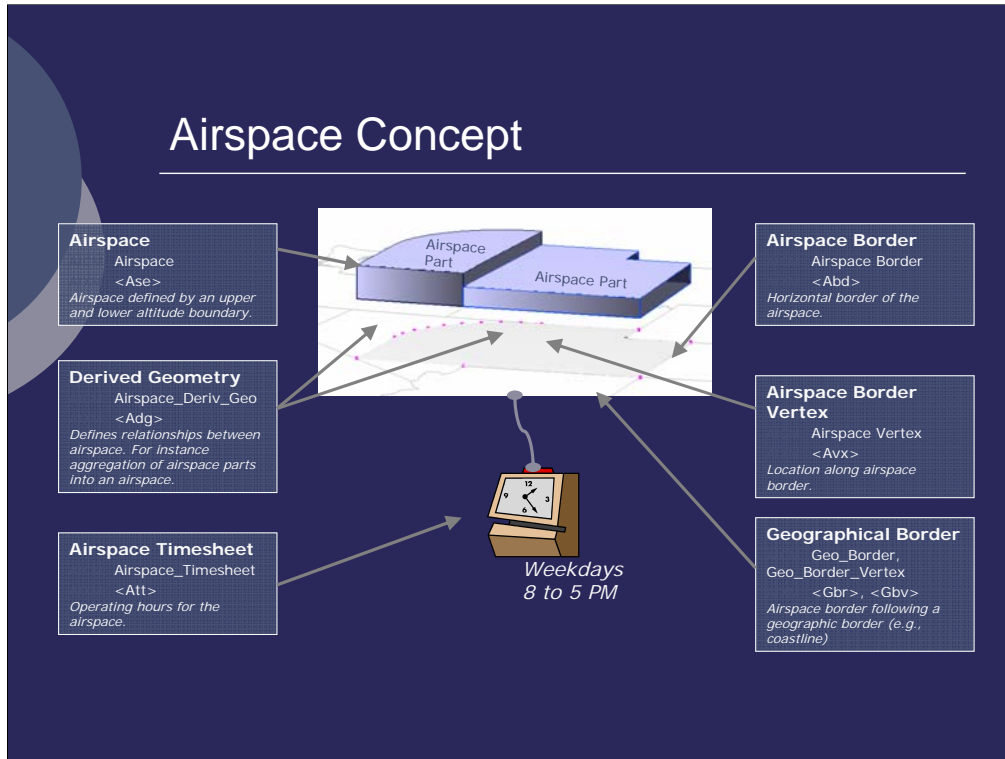 Airspace Concept
Airspace
Airspace
<Ase>
Airspace defined by an upper
and lower altitude boundary.
Derived Geometry
Airspace_Deriv_Geo
<Adg>
Defines relationships between
airspace. For instance
aggregation of airspace parts
into an airspace.
Airspace Timesheet
Airspace_Timesheet
<Att>
Operating hours for the
airspace.
Airspace
Part
Airspace Part
12
9
3
6
Weekdays
8 to 5 PM
Airspace Border
Airspace Border
<Abd>
Horizontal border of the
airspace.
Airspace Border
Vertex
Airspace Vertex
<Avx>
Location along airspace
border.
Geographical Border
Geo_Border,
Geo_Border_Vertex
<Gbr>, <Gbv>
Airspace border following a
geographic border (e.g.,
coastline)